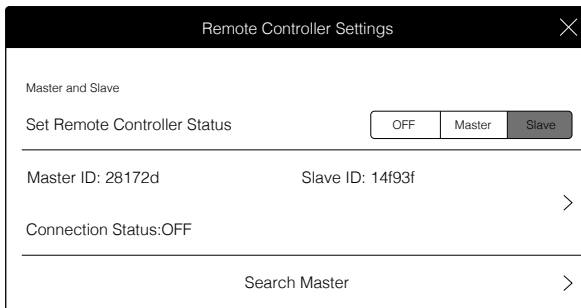 Remote Controller Settings
Master and Slave
Set Remote Controller Status OFF Master Slave
Master ID: 28172d Slave ID: 14f93f
Connection Status:OFF
Search Master